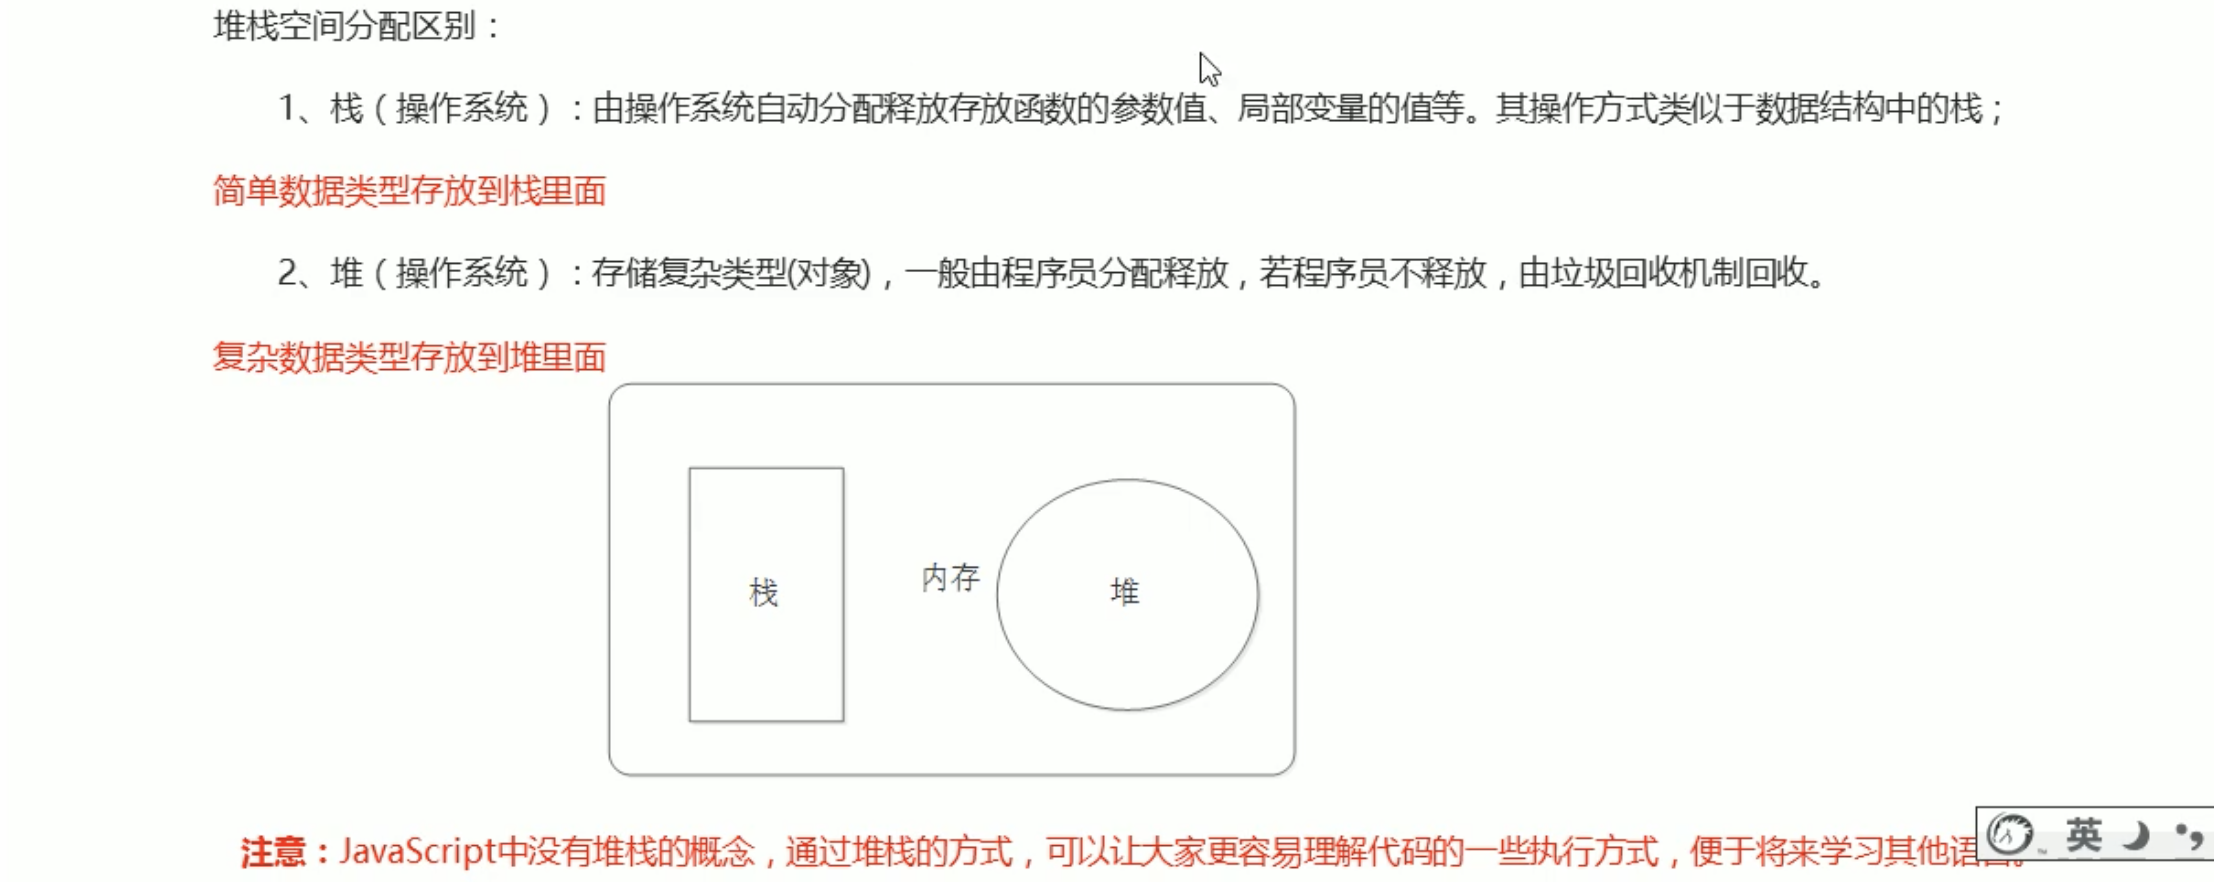 堆栈空间分配区别：
1、栈（操作系统）：由操作系统自动分配释放存放函数的参数值、局部变量的值等。其操作方式类似于数据结构中的栈；
简单数据类型存放到栈里面
2、堆（操作系统）：存储复杂类型(对象)，一般由程序员分配释放，若程序员不释放，由垃圾回收机制回收。
复杂数据类型存放到堆里面
栈
内存
堆
注意：JavaScript中没有堆栈的概念，通过堆栈的方式，可以让大家更容易理解代码的一些执行方式，便于将来学习其他语
英